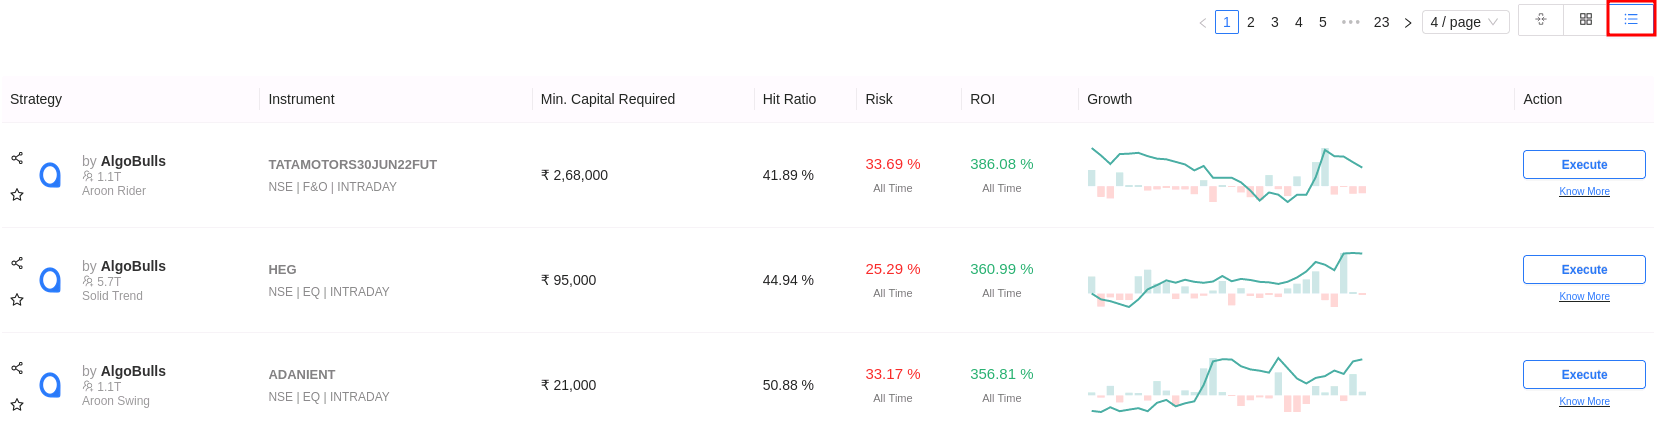 1 2 3 4 5 ••• 23 4 / page
Strategy Instrument Min. Capital Required Hit Ratio Risk ROI Growth Action
by AlgoBulls
1.1T
Aroon Rider
TATAMOTORS30JUN22FUT
NSE | F&O | INTRADAY
₹ 2,68,000
41.89 %
33.69 %
All Time
386.08 %
All Time
Execute
Know More
by AlgoBulls
5.7T
Solid Trend
HEG
NSE | EQ | INTRADAY
₹ 95,000
44.94 %
25.29 %
All Time
360.99 %
All Time
Execute
Know More
by AlgoBulls
1.1T
Aroon Swing
ADANIENT
NSE | EQ | INTRADAY
₹ 21,000
50.88 %
33.17 %
All Time
356.81 %
All Time
Execute
Know More